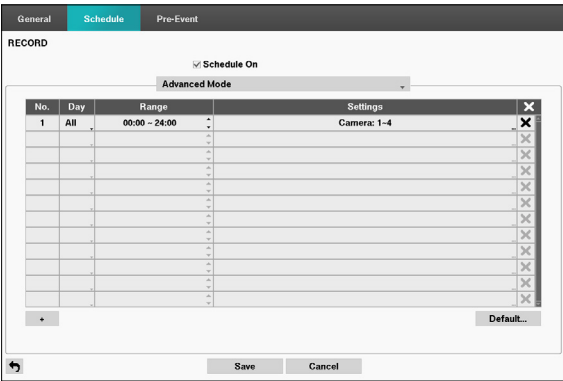 General Schedule Pre-Event
RECORD
Schedule On
Advanced Mode
No. Day Range Settings
1 All 00:00 ~ 24:00 Camera: 1~4
+ Default...
Save Cancel